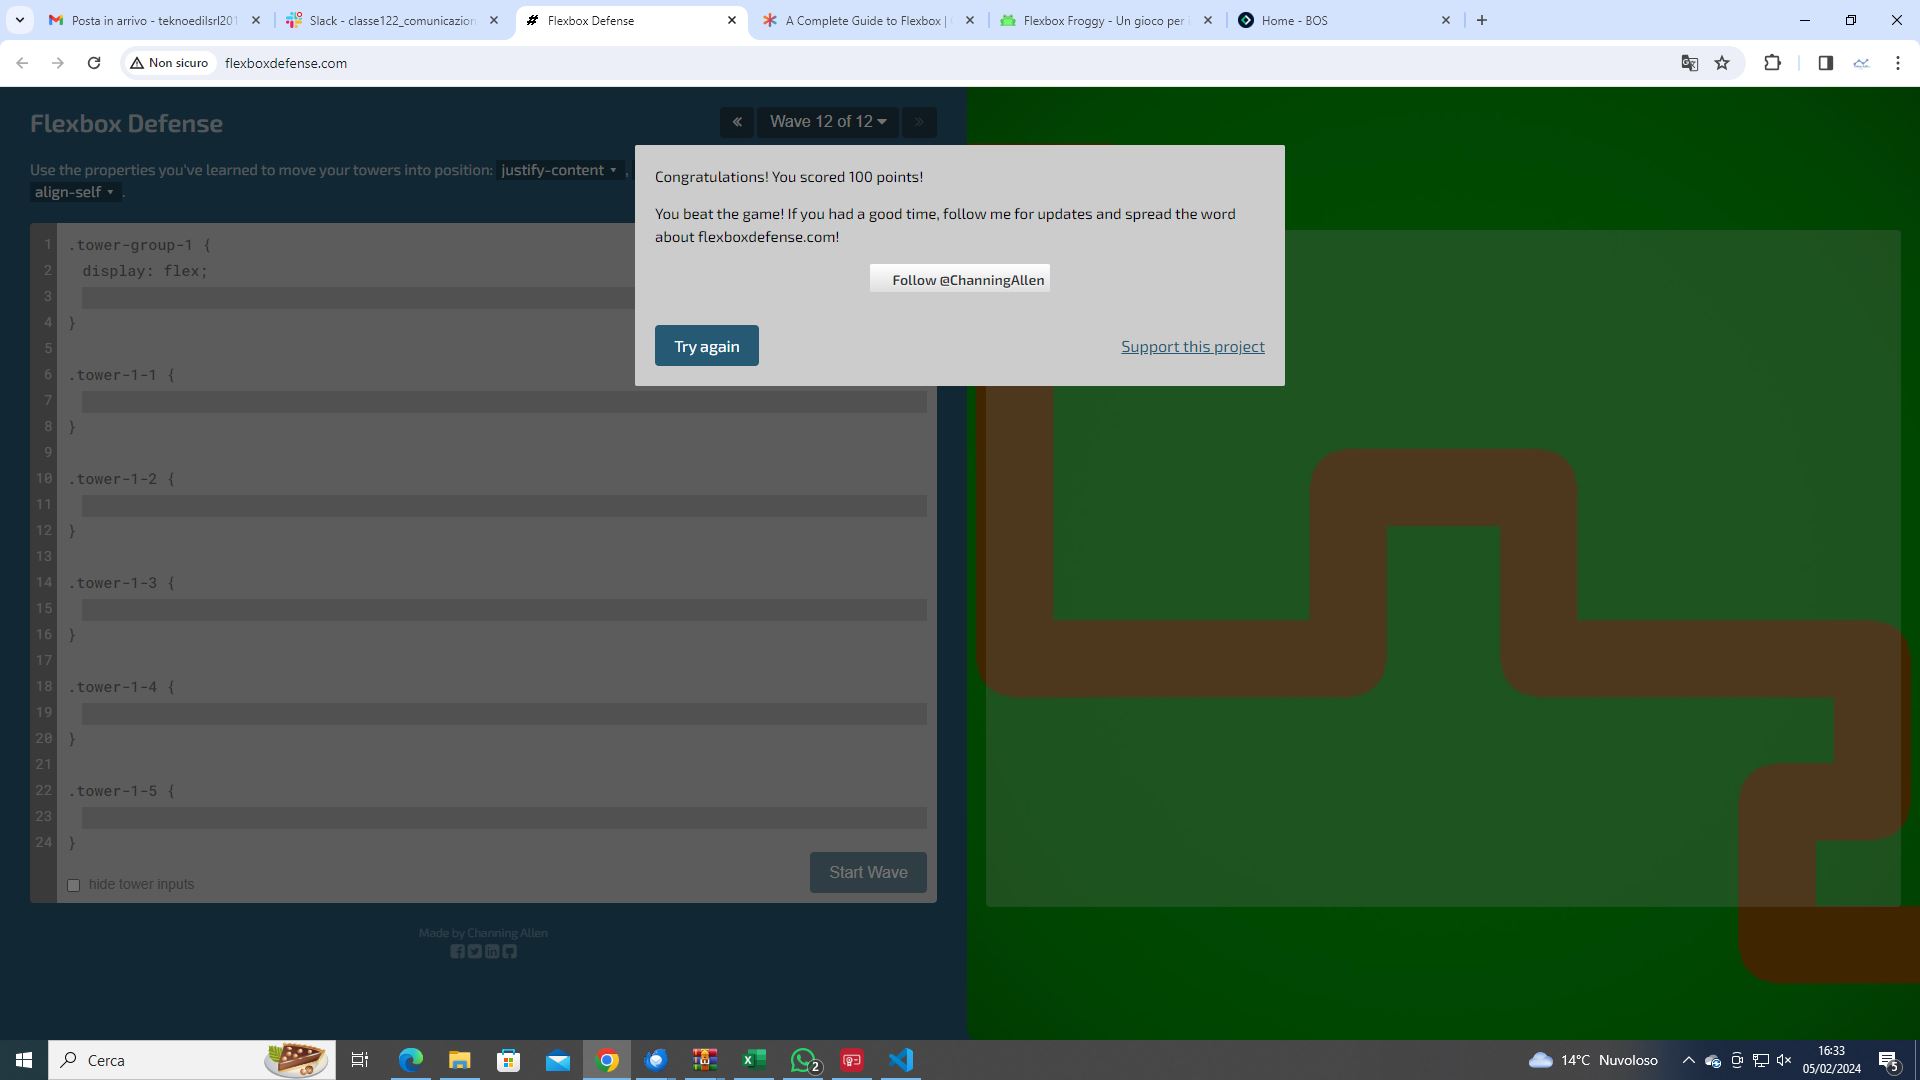 Posta in arrivo - teknoedilsrl201
Slack - classe122_comunicazion
Flexbox Defense
A Complete Guide to Flexbox |
Flexbox Froggy - Un gioco per i
Home - BOS
Non sicuro
flexboxdefense.com
Flexbox Defense
« Wave 12 of 12 »
Use the properties you've learned to move your towers into position: justify-content ,
align-self .
Congratulations! You scored 100 points!
You beat the game! If you had a good time, follow me for updates and spread the word
about flexboxdefense.com!
Follow @ChanningAllen
Try again
Support this project
1 .tower-group-1 {
2 display: flex;
3
4 }
5
6 .tower-1-1 {
7
8 }
9
10 .tower-1-2 {
11
12 }
13
14 .tower-1-3 {
15
16 }
17
18 .tower-1-4 {
19
20 }
21
22 .tower-1-5 {
23
24 }
hide tower inputs
Start Wave
Made by Channing Allen
Cerca
2
14°C Nuvoloso
16:33
05/02/2024
5